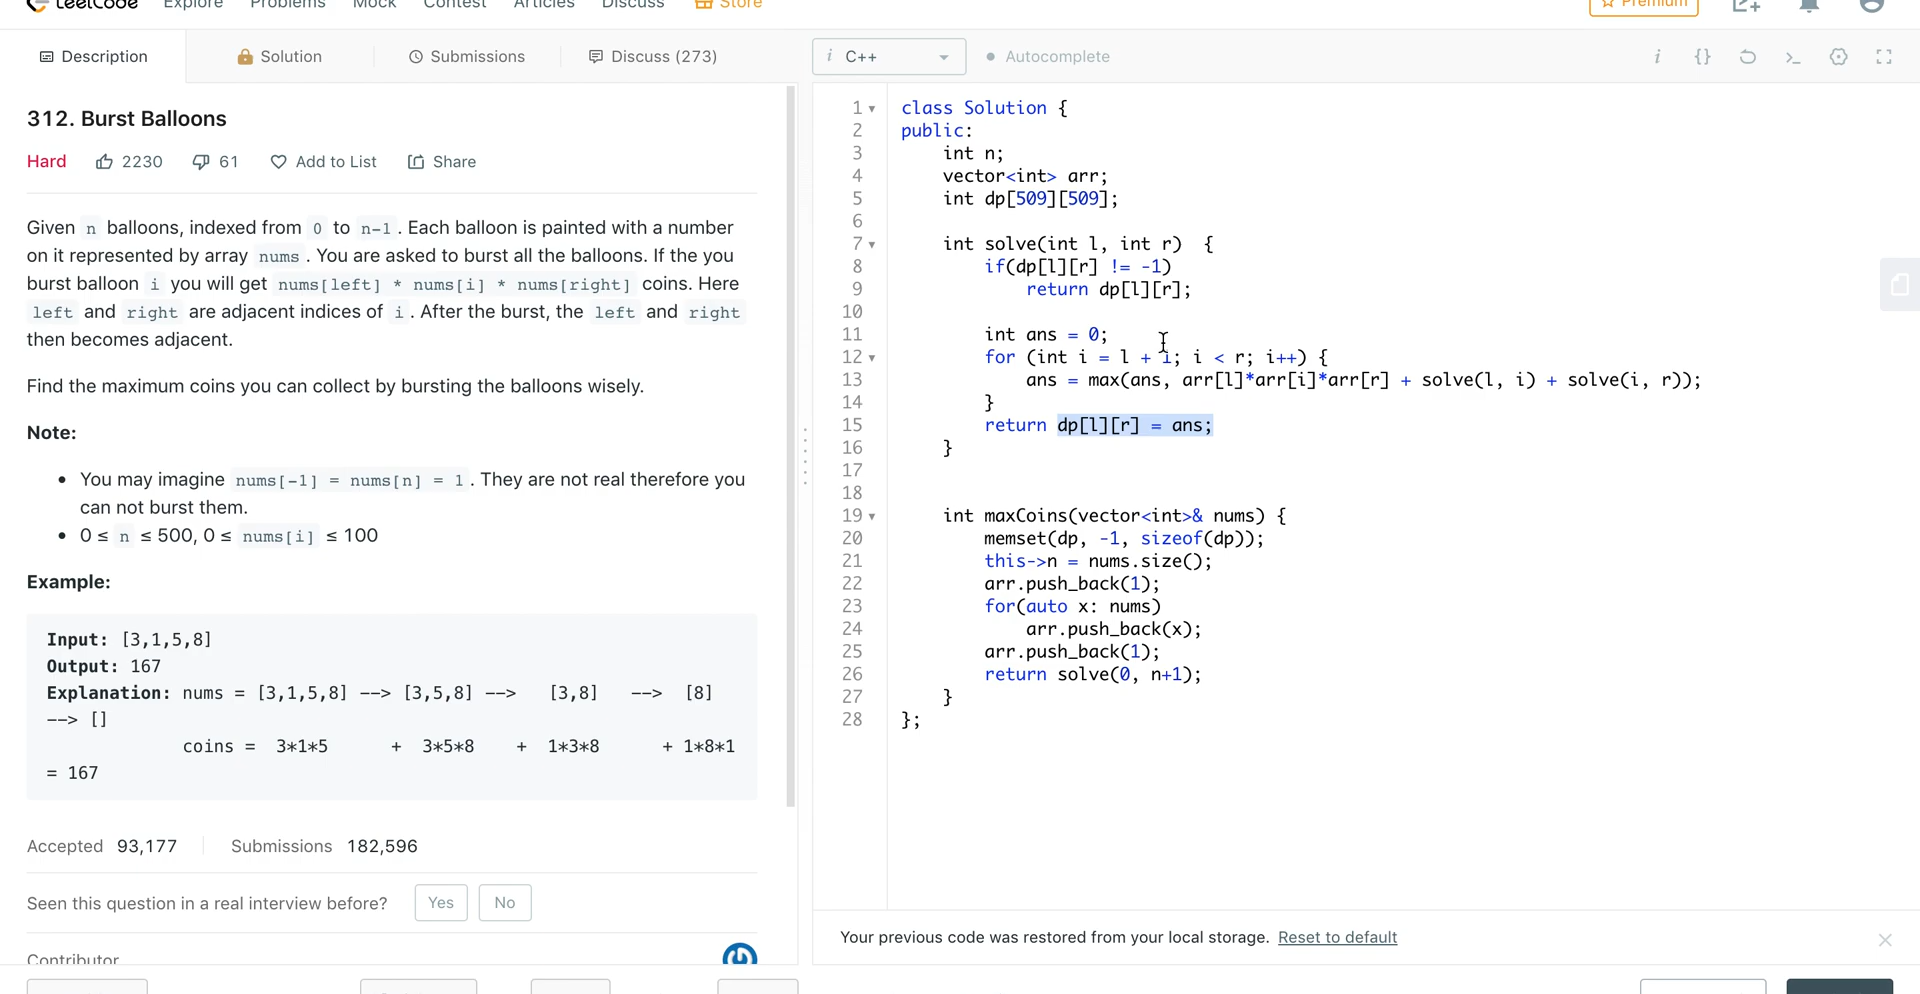 LeetCode Explore Problems Mock Contest Articles Discuss Store Premium
Description Solution Submissions Discuss (273)
i C++ Autocomplete
312. Burst Balloons
Hard 2230 61 Add to List Share
Given n balloons, indexed from 0 to n-1. Each balloon is painted with a number
on it represented by array nums. You are asked to burst all the balloons. If the you
burst balloon i you will get nums[left] * nums[i] * nums[right] coins. Here
left and right are adjacent indices of i. After the burst, the left and right
then becomes adjacent.
Find the maximum coins you can collect by bursting the balloons wisely.
Note:
• You may imagine nums[-1] = nums[n] = 1. They are not real therefore you
can not burst them.
• 0 ≤ n ≤ 500, 0 ≤ nums[i] ≤ 100
Example:
Input: [3,1,5,8]
Output: 167
Explanation: nums = [3,1,5,8] --> [3,5,8] --> [3,8] --> [8]
--> []
coins = 3*1*5 + 3*5*8 + 1*3*8 + 1*8*1
= 167
Accepted 93,177 Submissions 182,596
Seen this question in a real interview before? Yes No
Contributor
1 class Solution {
2 public:
3     int n;
4     vector<int> arr;
5     int dp[509][509];
6
7     int solve(int l, int r)  {
8         if(dp[l][r] != -1)
9             return dp[l][r];
10
11         int ans = 0;
12         for (int i = l + 1; i < r; i++) {
13             ans = max(ans, arr[l]*arr[i]*arr[r] + solve(l, i) + solve(i, r));
14         }
15         return dp[l][r] = ans;
16     }
17
18
19     int maxCoins(vector<int>& nums) {
20         memset(dp, -1, sizeof(dp));
21         this->n = nums.size();
22         arr.push_back(1);
23         for(auto x: nums)
24             arr.push_back(x);
25         arr.push_back(1);
26         return solve(0, n+1);
27     }
28 };
Your previous code was restored from your local storage. Reset to default